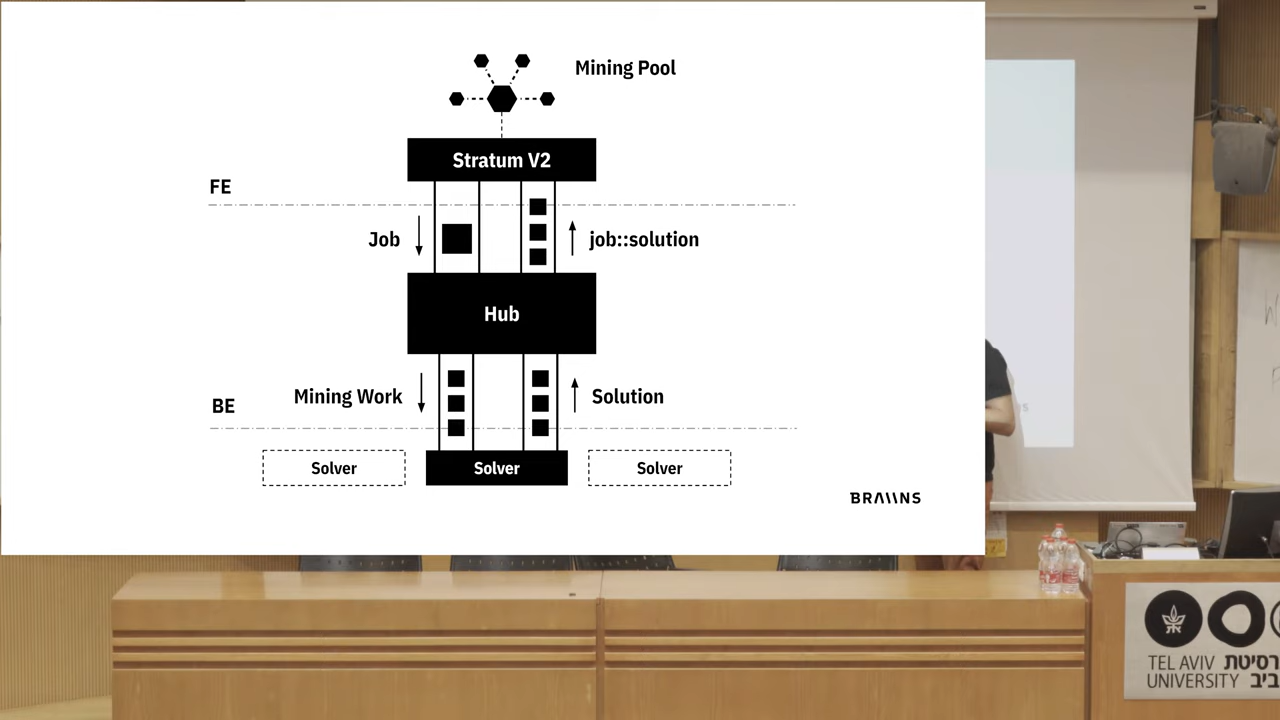 Mining Pool
Stratum V2
FE
Job
job::solution
Hub
Mining Work
Solution
BE
Solver
Solver
Solver
BRAIINS
TEL AVIV
UNIVERSITY